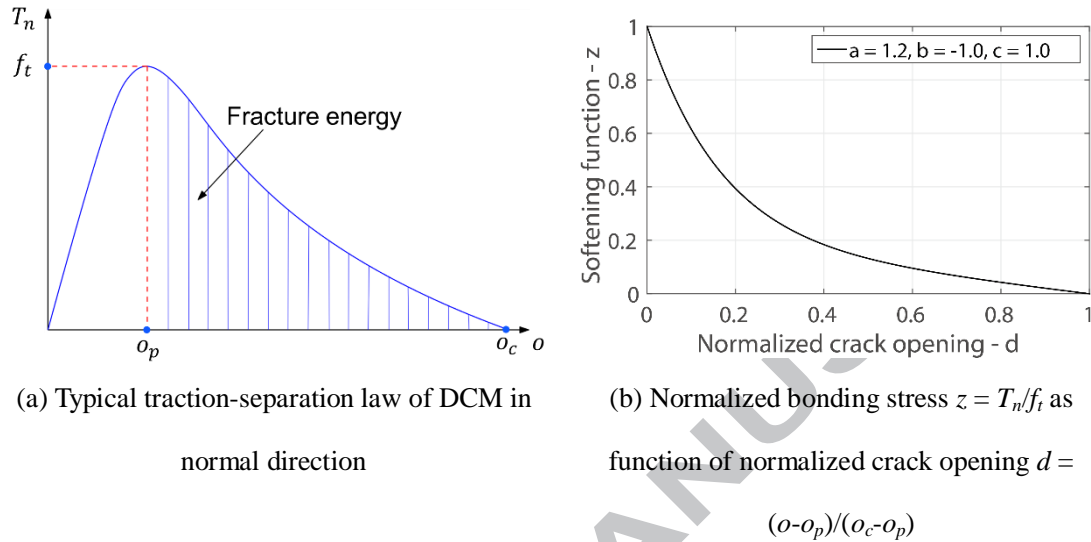 T_n
f_t
Fracture energy
o_p
o_c
o
(a) Typical traction-separation law of DCM in
normal direction
a = 1.2, b = -1.0, c = 1.0
Softening function - z
1
0.8
0.6
0.4
0.2
0
0 0.2 0.4 0.6 0.8 1
Normalized crack opening - d
(b) Normalized bonding stress z = T_n/f_t as
function of normalized crack opening d =
(o-o_p)/(o_c-o_p)
ANUS